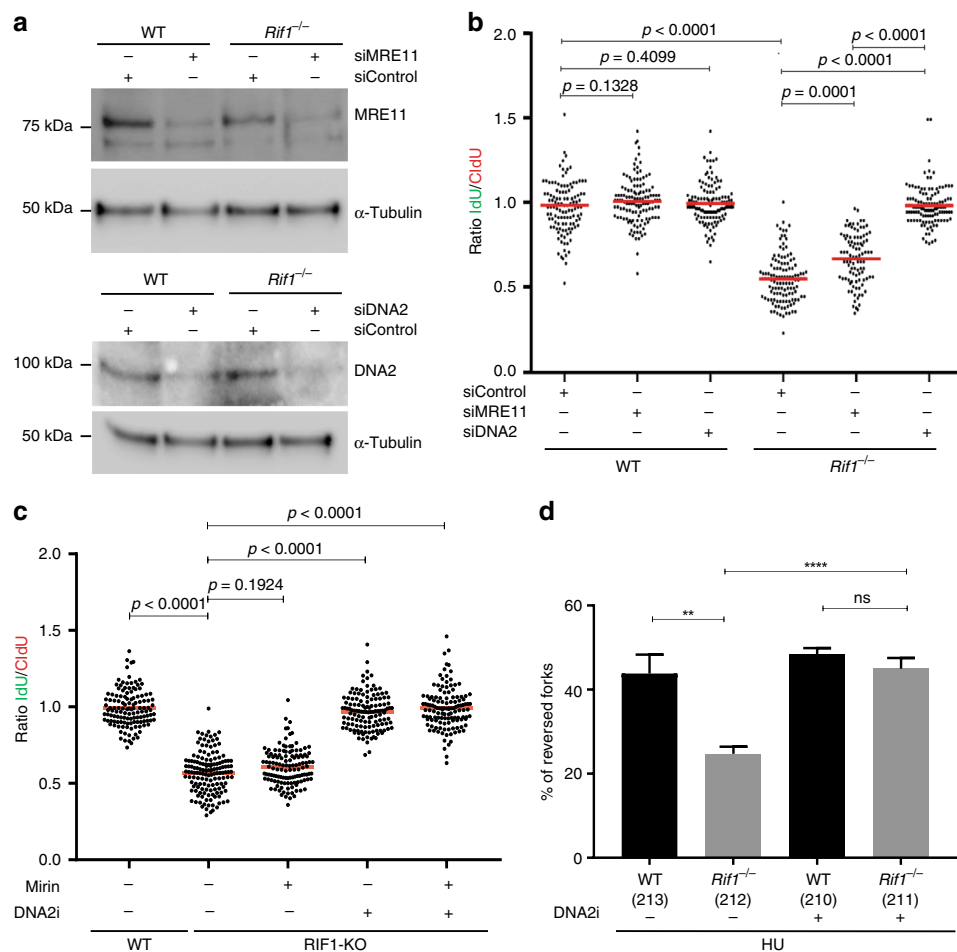 a
WT Rif1–/–
– + – + siMRE11
+ – + – siControl
75 kDa MRE11
50 kDa α-Tubulin
WT Rif1–/–
– + – + siDNA2
+ – + – siControl
100 kDa DNA2
50 kDa α-Tubulin
b
p < 0.0001
p < 0.0001
p = 0.4099
p < 0.0001
p = 0.1328
p = 0.0001
Ratio IdU/CldU
2.0
1.5
1.0
0.5
0.0
siControl + – – + – –
siMRE11 – + – – + –
siDNA2 – – + – – +
WT Rif1–/–
c
p < 0.0001
p < 0.0001
p = 0.1924
p < 0.0001
Ratio IdU/CldU
2.0
1.5
1.0
0.5
0.0
Mirin – – + – +
DNA2i – – – + +
WT RIF1-KO
d
****
** ns
% of reversed forks
60
40
20
0
WT Rif1–/– WT Rif1–/–
(213) (212) (210) (211)
DNA2i – – + +
HU